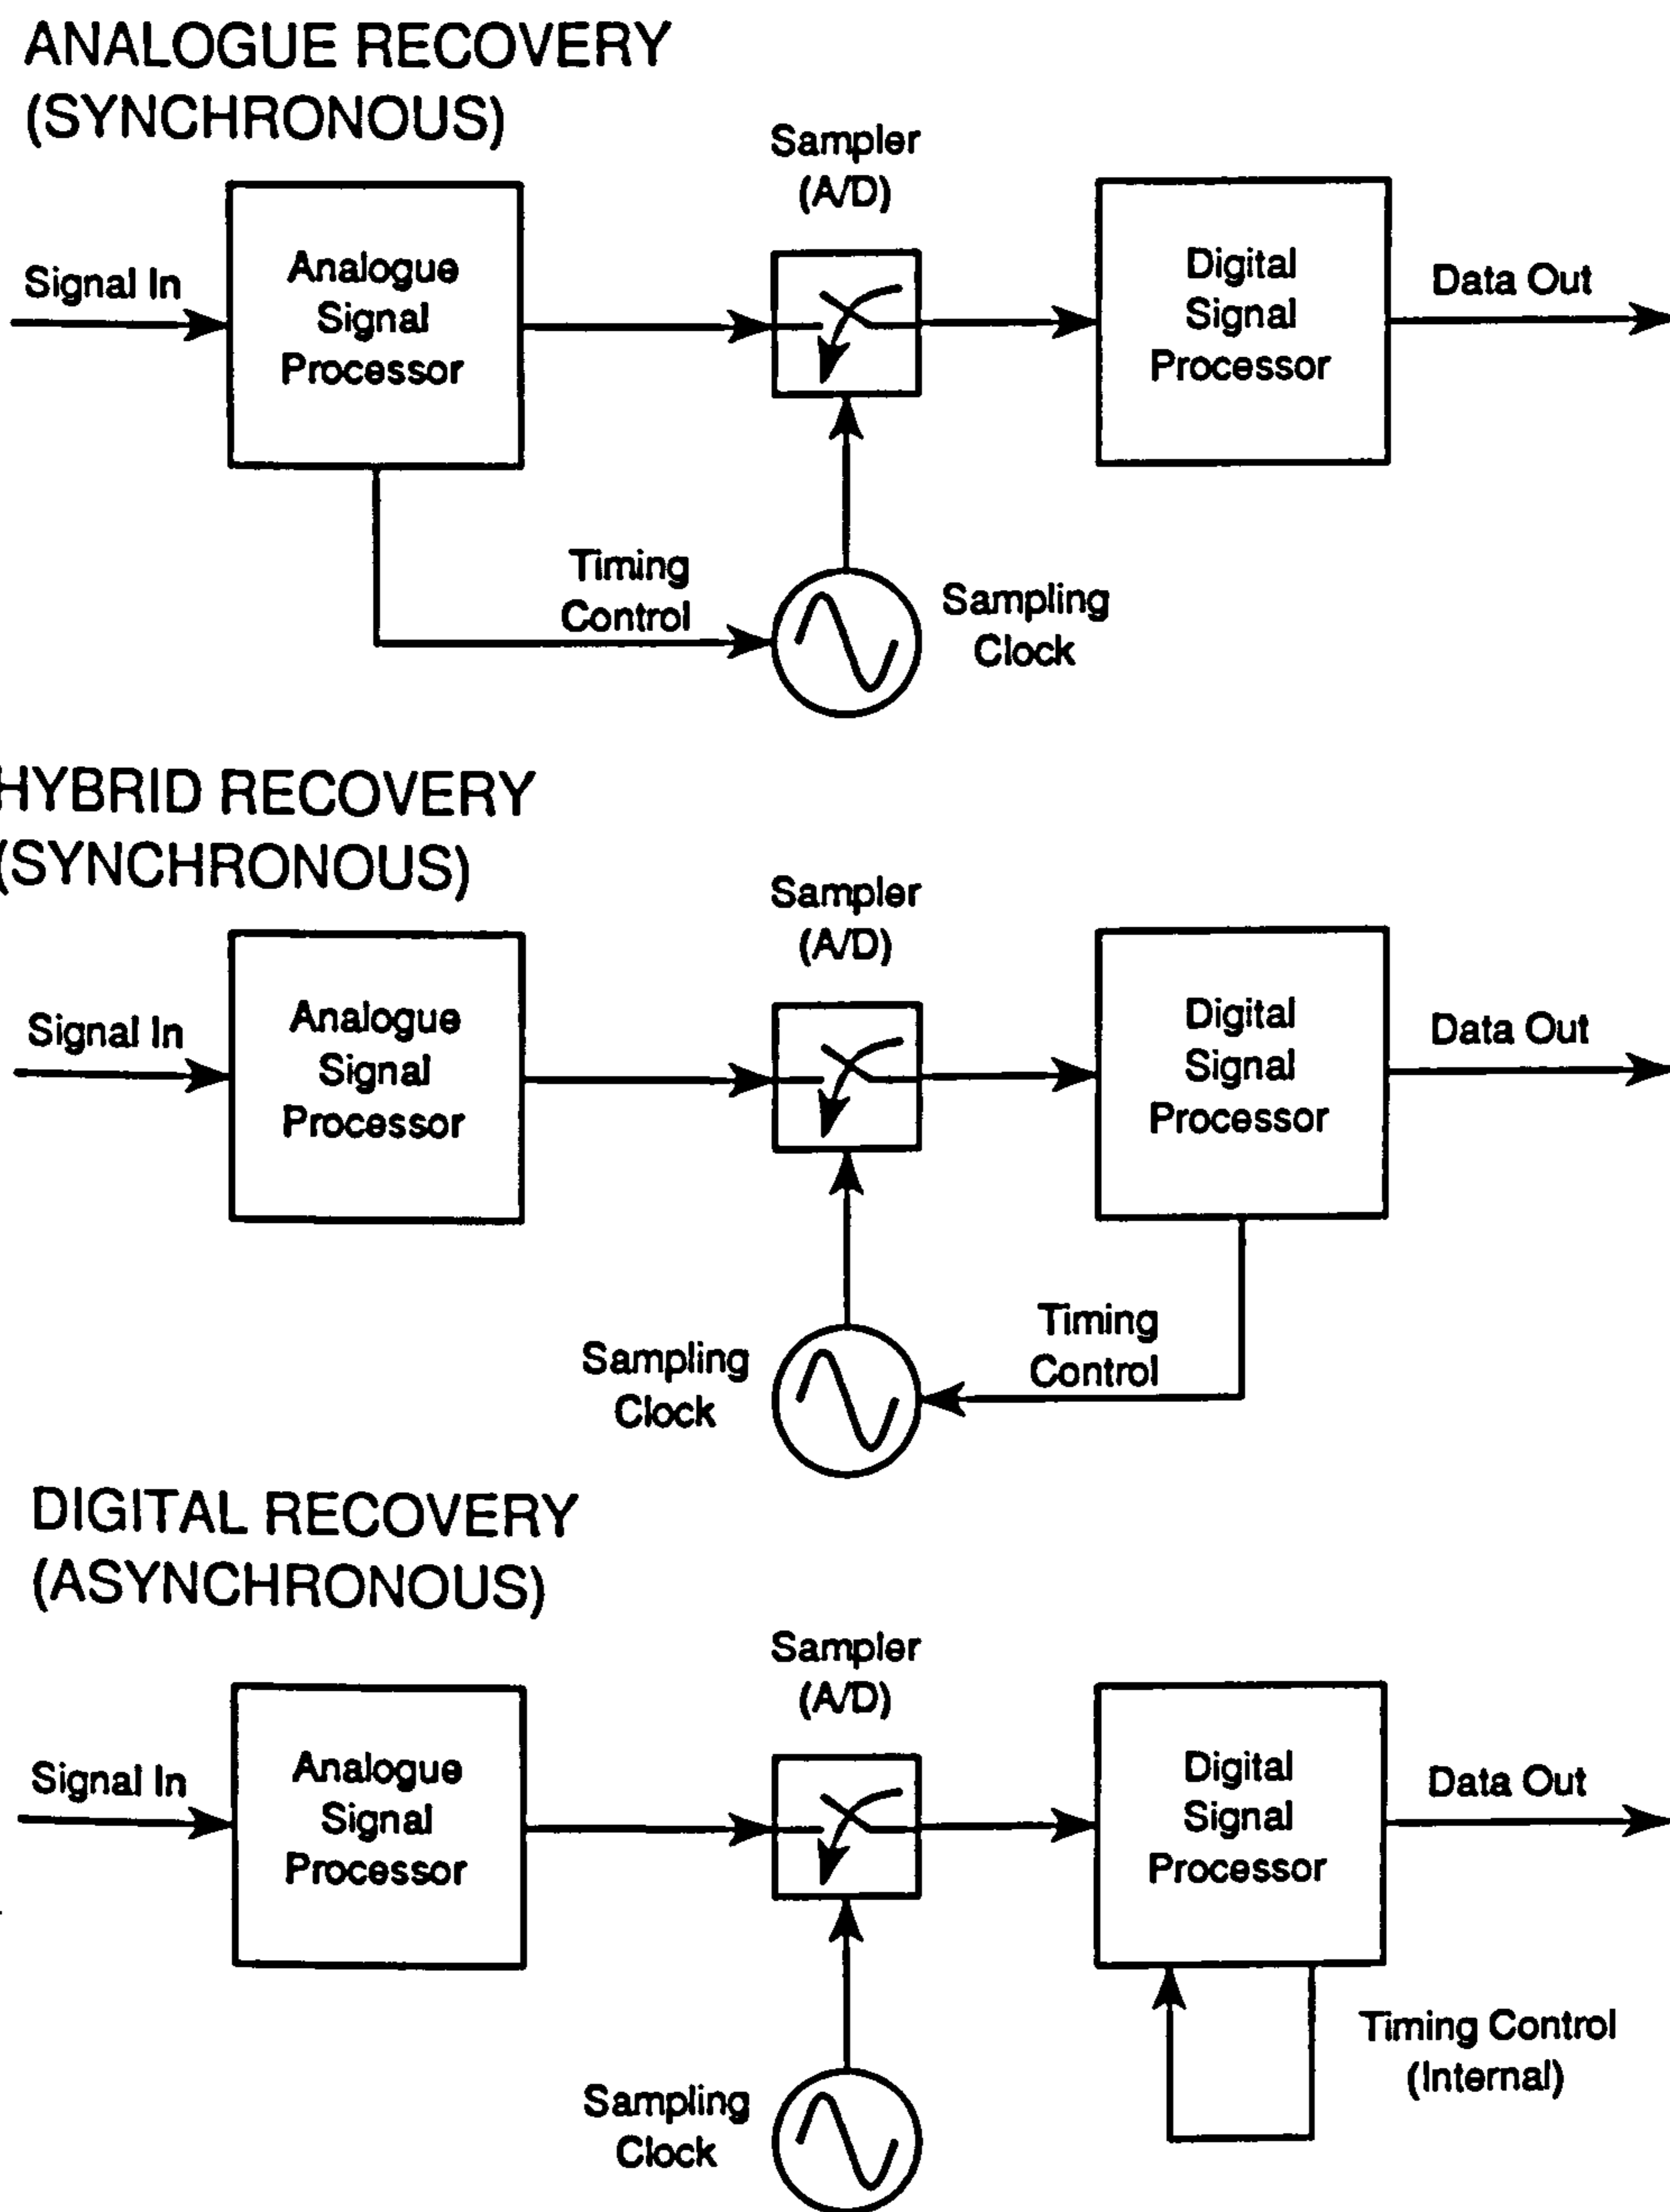 ANALOGUE RECOVERY
(SYNCHRONOUS)
Sampler
(A/D)
Signal In
Analogue
Signal
Processor
Digital
Signal
Processor
Data Out
Timing
Control
Sampling
Clock
HYBRID RECOVERY
(SYNCHRONOUS)
Sampler
(A/D)
Signal In
Analogue
Signal
Processor
Digital
Signal
Processor
Data Out
Sampling
Clock
Timing
Control
DIGITAL RECOVERY
(ASYNCHRONOUS)
Sampler
(A/D)
Signal In
Analogue
Signal
Processor
Digital
Signal
Processor
Data Out
Timing Control
(Internal)
Sampling
Clock